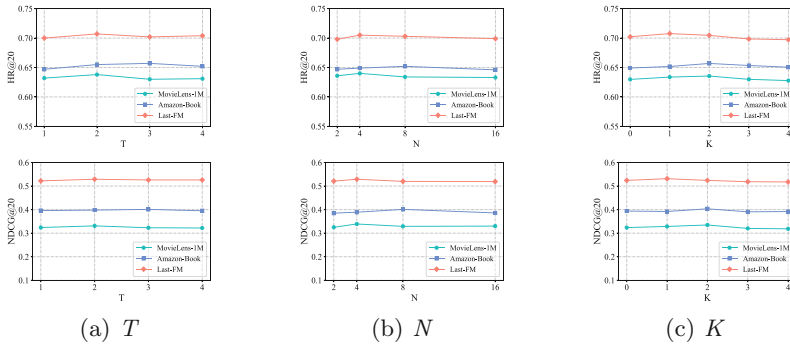 0.75
0.70
0.65
0.60
0.55
HR@20
1 2 3 4
T
MovieLens-1M
Amazon-Book
Last-FM
0.75
0.70
0.65
0.60
0.55
HR@20
2 4 8 16
N
MovieLens-1M
Amazon-Book
Last-FM
0.75
0.70
0.65
0.60
0.55
HR@20
0 1 2 3 4
K
MovieLens-1M
Amazon-Book
Last-FM
0.6
0.5
0.4
0.3
0.2
0.1
NDCG@20
1 2 3 4
T
MovieLens-1M
Amazon-Book
Last-FM
0.6
0.5
0.4
0.3
0.2
0.1
NDCG@20
2 4 8 16
N
MovieLens-1M
Amazon-Book
Last-FM
0.6
0.5
0.4
0.3
0.2
0.1
NDCG@20
0 1 2 3 4
K
MovieLens-1M
Amazon-Book
Last-FM
(a) T
(b) N
(c) K